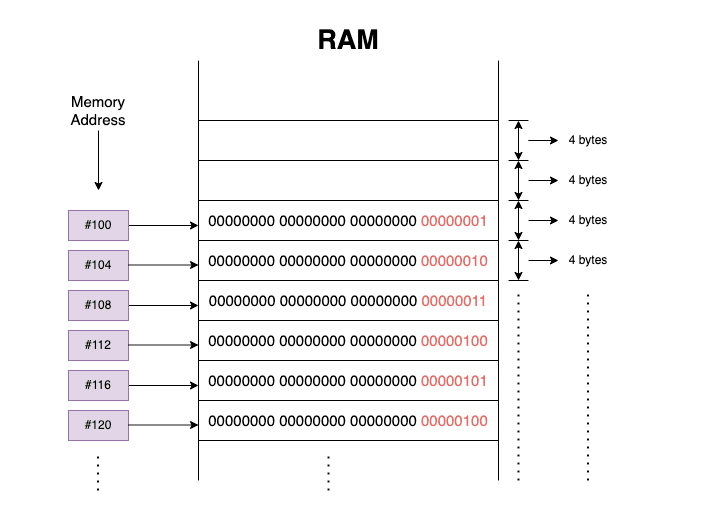 RAM
Memory
Address
4 bytes
4 bytes
#100 00000000 00000000 00000000 00000001 4 bytes
#104 00000000 00000000 00000000 00000010 4 bytes
#108 00000000 00000000 00000000 00000011
#112 00000000 00000000 00000000 00000100
#116 00000000 00000000 00000000 00000101
#120 00000000 00000000 00000000 00000100